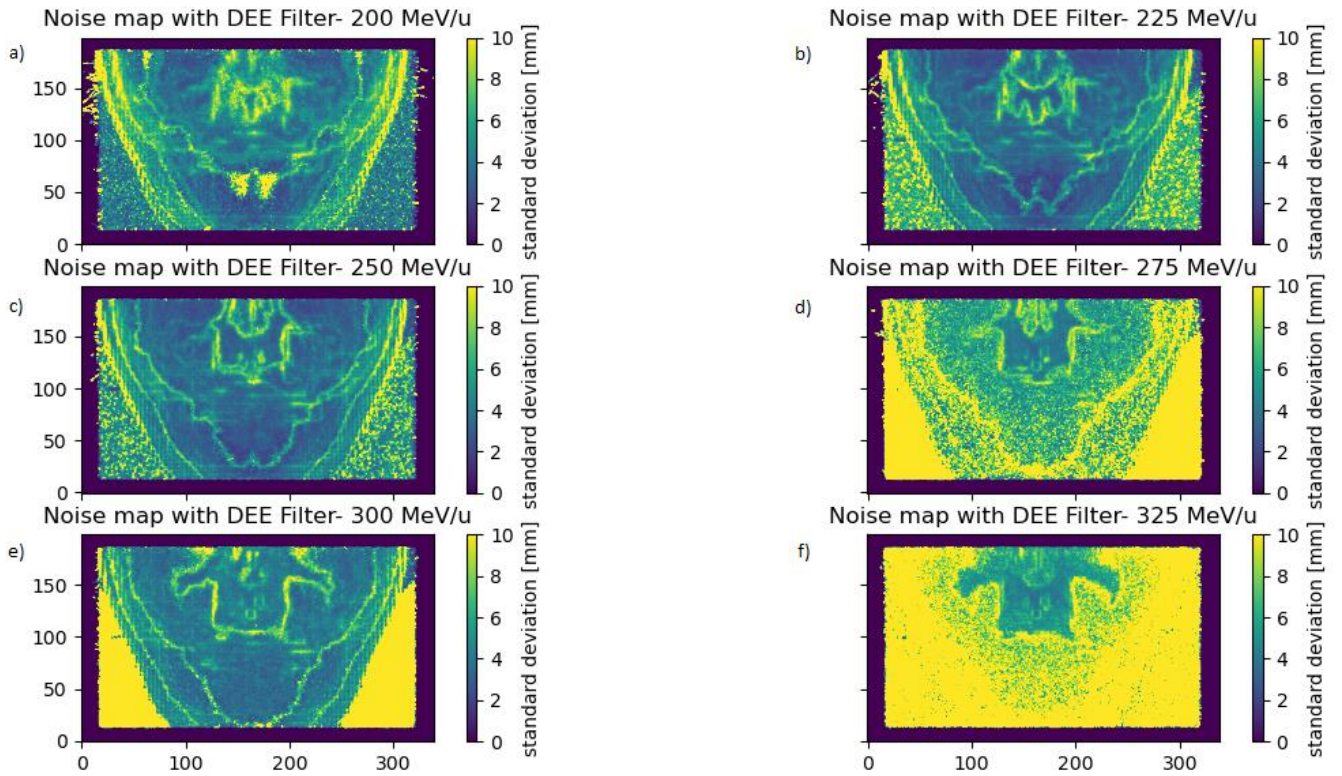 Noise map with DEE Filter- 200 MeV/u
a)
150
100
50
0
10
8
6
4
2
0
standard deviation [mm]
Noise map with DEE Filter- 225 MeV/u
b)
10
8
6
4
2
0
standard deviation [mm]
Noise map with DEE Filter- 250 MeV/u
c)
150
100
50
0
10
8
6
4
2
0
standard deviation [mm]
Noise map with DEE Filter- 275 MeV/u
d)
10
8
6
4
2
0
standard deviation [mm]
Noise map with DEE Filter- 300 MeV/u
e)
150
100
50
0
0 100 200 300
10
8
6
4
2
0
standard deviation [mm]
Noise map with DEE Filter- 325 MeV/u
f)
0 100 200 300
10
8
6
4
2
0
standard deviation [mm]